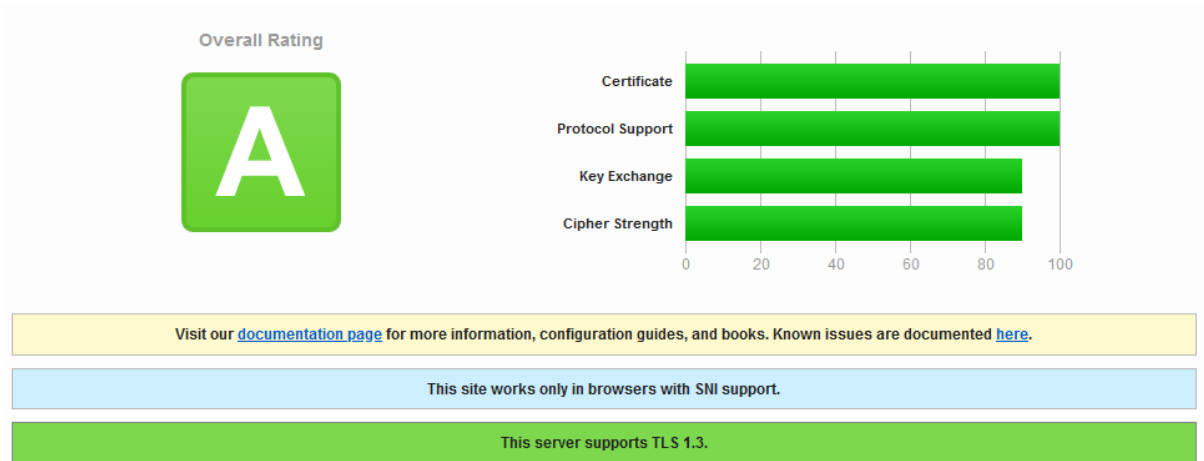 Overall Rating
A
Certificate
Protocol Support
Key Exchange
Cipher Strength
0 20 40 60 80 100
Visit our documentation page for more information, configuration guides, and books. Known issues are documented here.
This site works only in browsers with SNI support.
This server supports TLS 1.3.